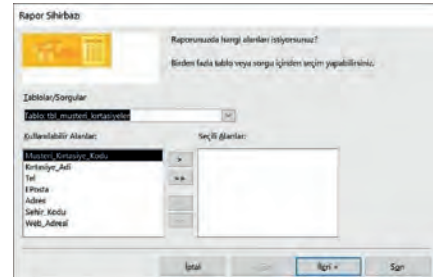 Rapor Sihirbazı
Raporunuzda hangi alanları istiyorsunuz?
Birden fazla tablo veya sorgu içinden seçim yapabilirsiniz.
Tablolar/Sorgular
Tablo: tbl_musteri_kirtasiyeler
Kullanılabilir Alanlar:
Seçili Alanlar:
Musteri_Kirtasiye_Kodu
Kirtasiye_Adi
Tel
EPosta
Adres
Sehir_Kodu
Web_Adresi
>
>>
İptal
İleri >
Son